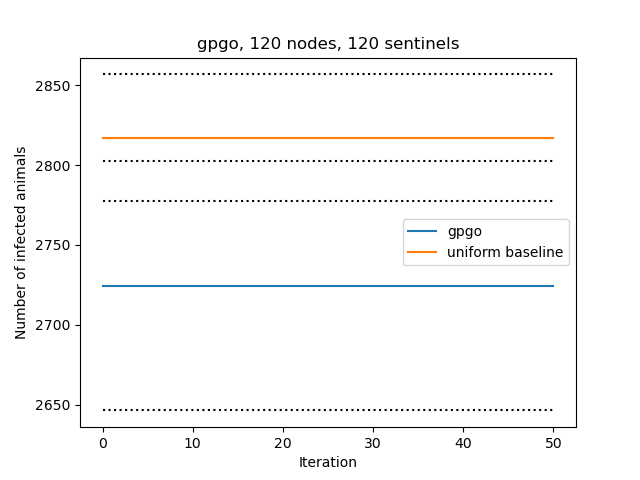 gpgo, 120 nodes, 120 sentinels
Number of infected animals
2850
2800
2750
2700
2650
gpgo
uniform baseline
0 10 20 30 40 50
Iteration